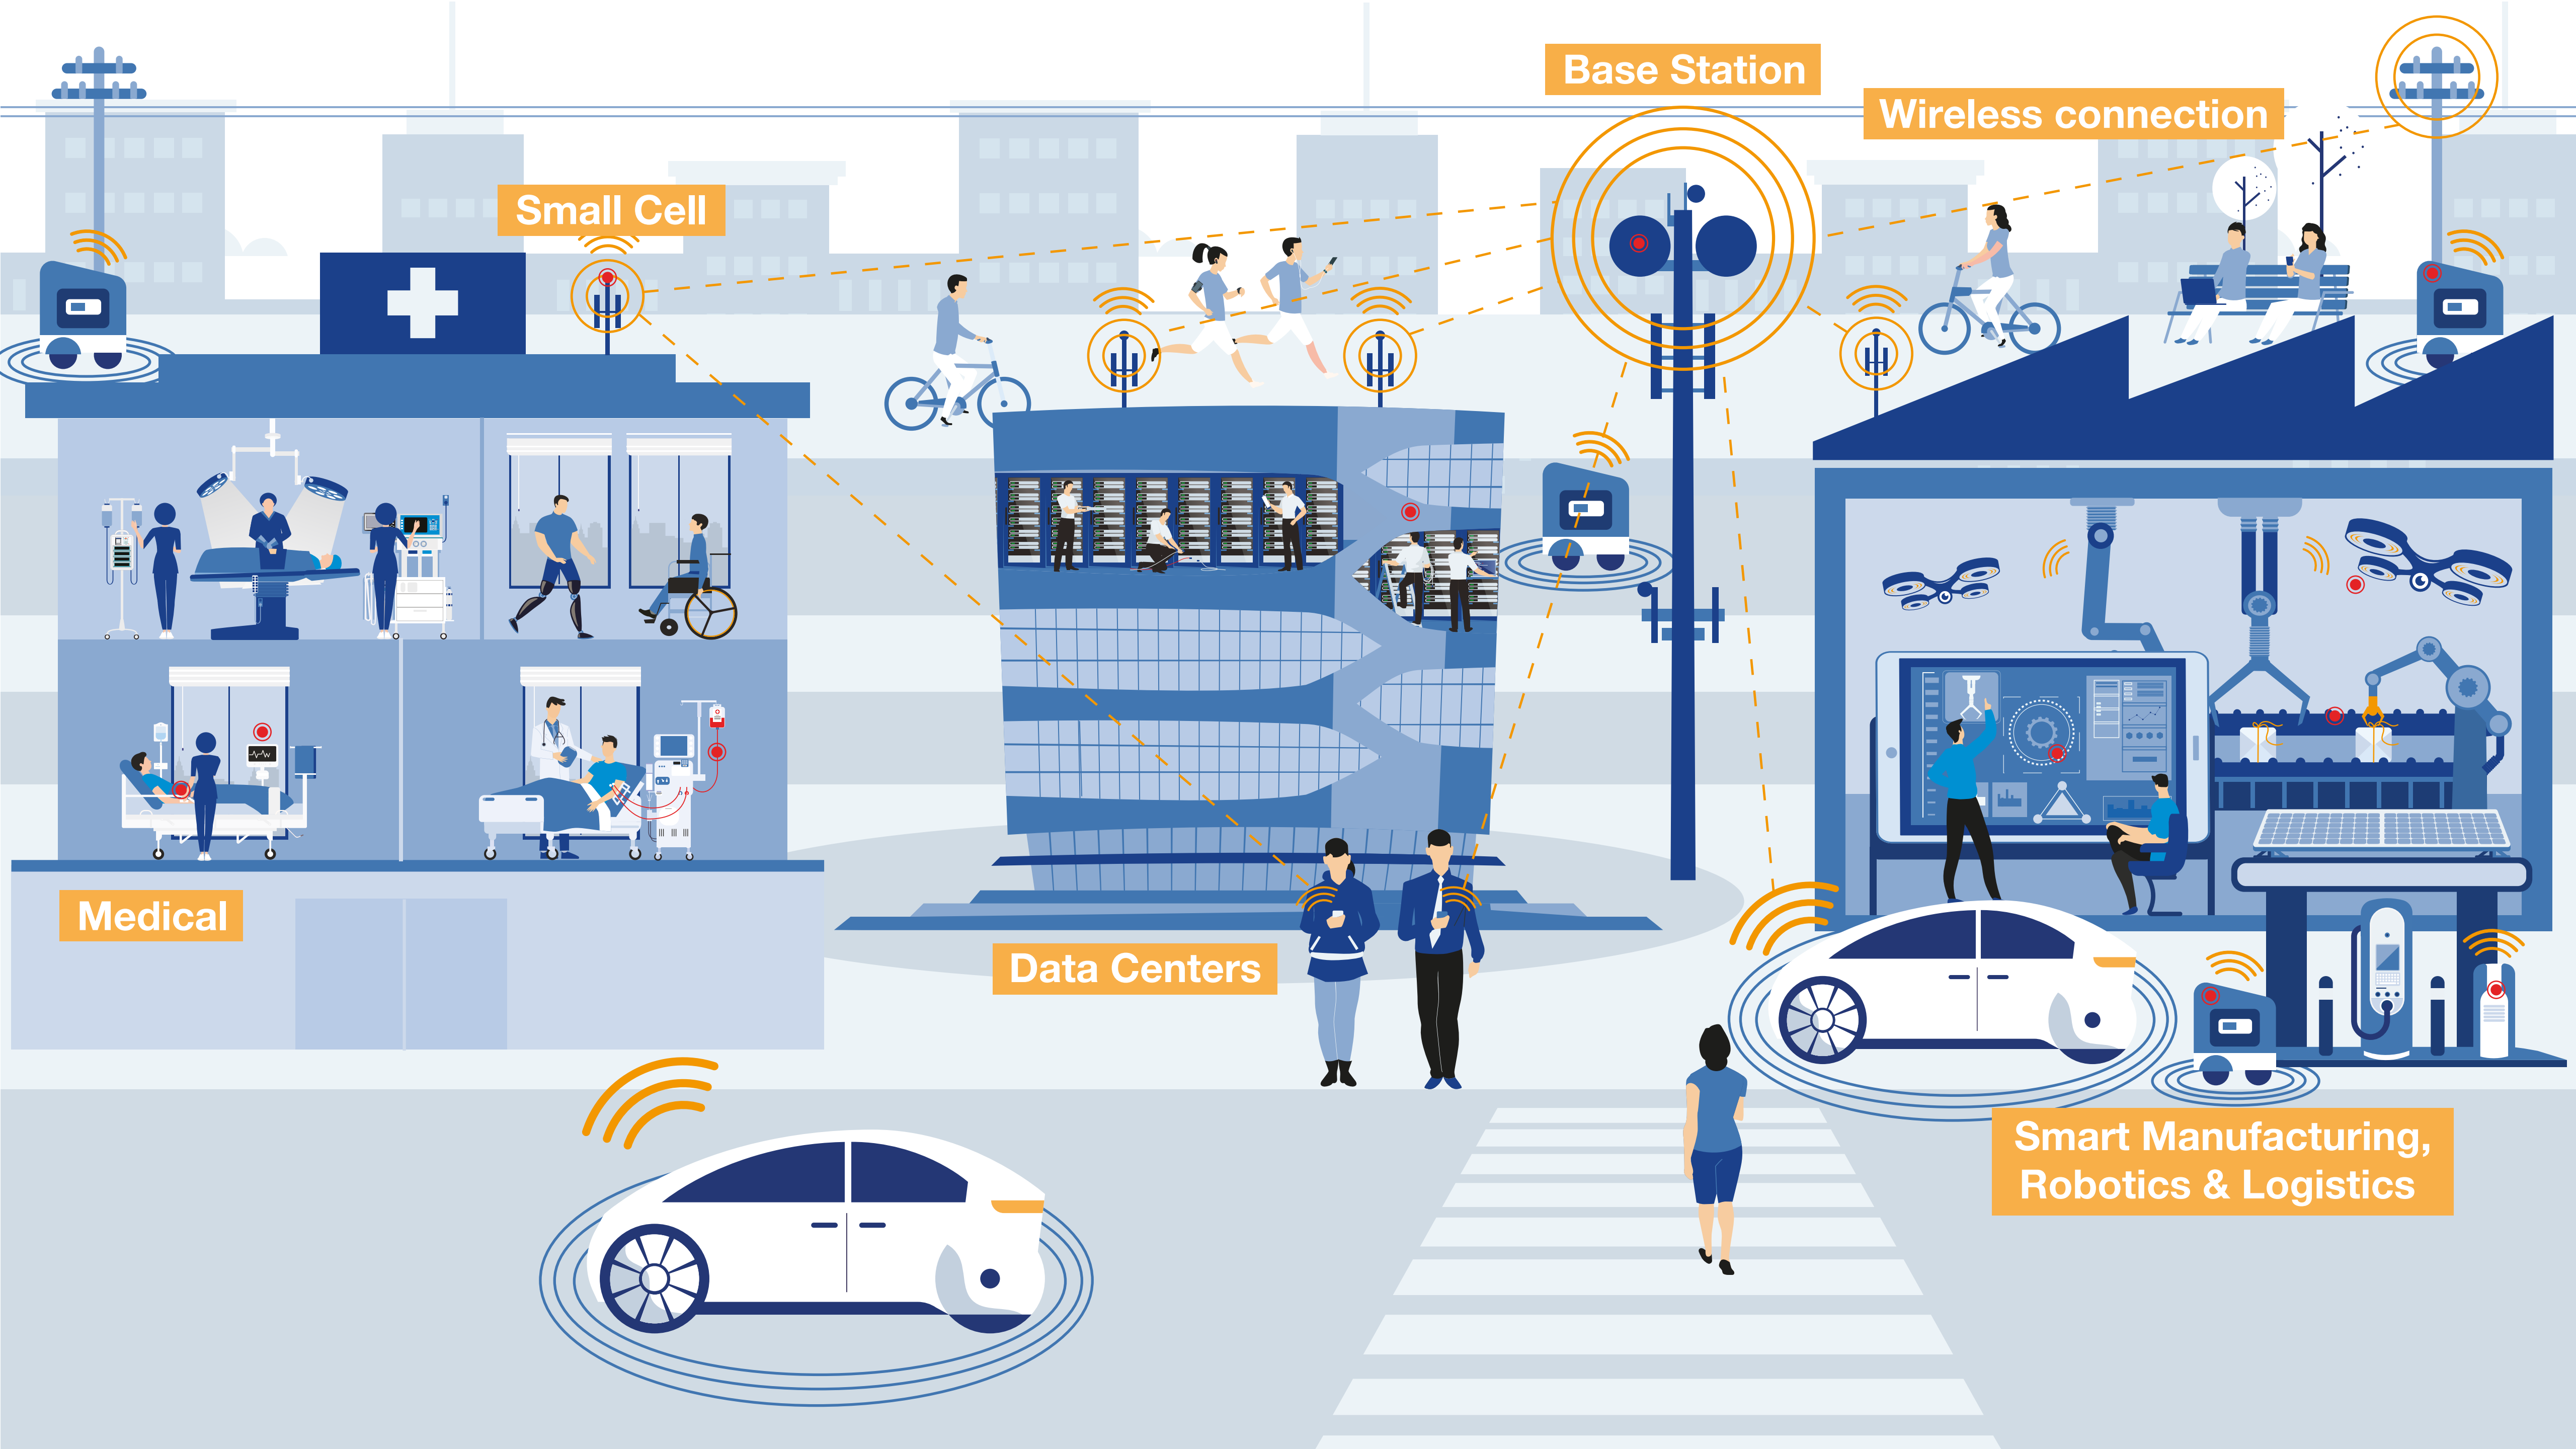 Base Station
Wireless connection
Small Cell
Medical
Data Centers
Smart Manufacturing,
Robotics & Logistics